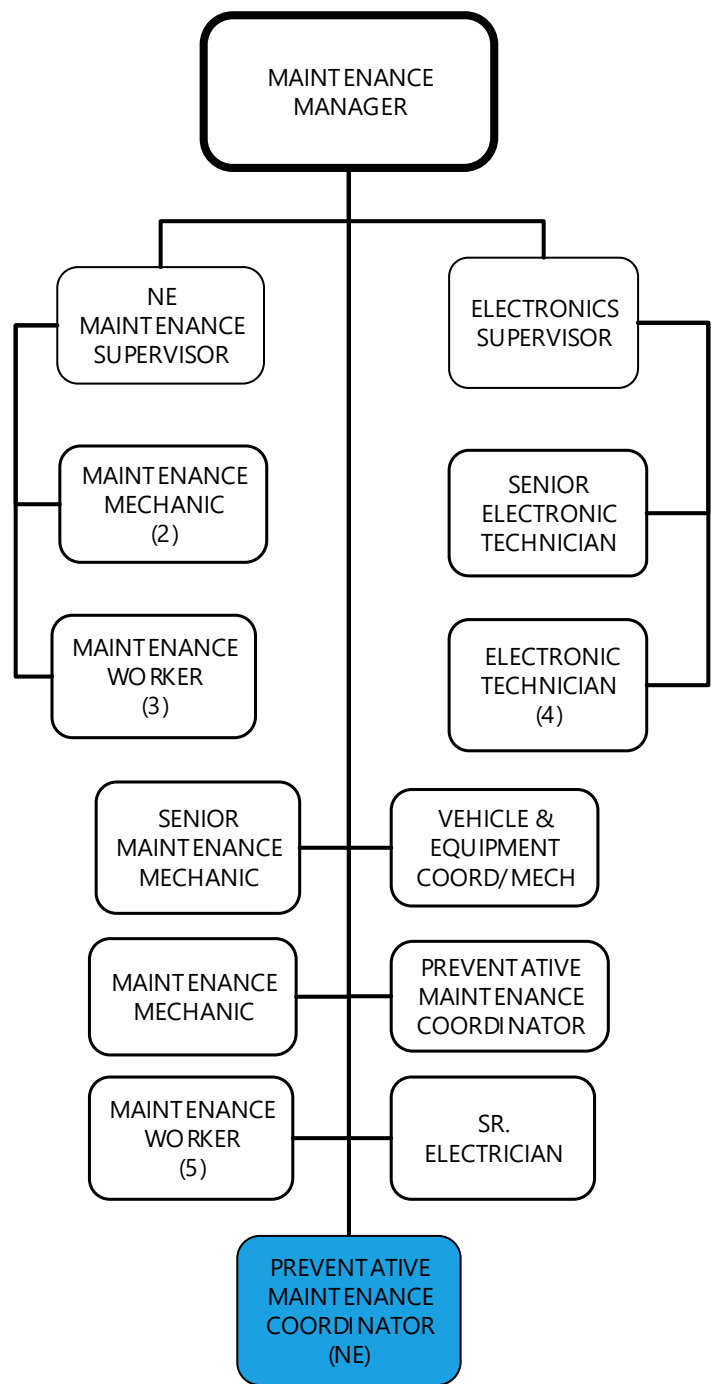 MAINTENANCE
MANAGER
NE
MAINTENANCE
SUPERVISOR
ELECTRONICS
SUPERVISOR
MAINTENANCE
MECHANIC
(2)
SENIOR
ELECTRONIC
TECHNICIAN
MAINTENANCE
WORKER
(3)
ELECTRONIC
TECHNICIAN
(4)
SENIOR
MAINTENANCE
MECHANIC
VEHICLE &
EQUIPMENT
COORD/MECH
MAINTENANCE
MECHANIC
PREVENTATIVE
MAINTENANCE
COORDINATOR
MAINTENANCE
WORKER
(5)
SR.
ELECTRICIAN
PREVENTATIVE
MAINTENANCE
COORDINATOR
(NE)